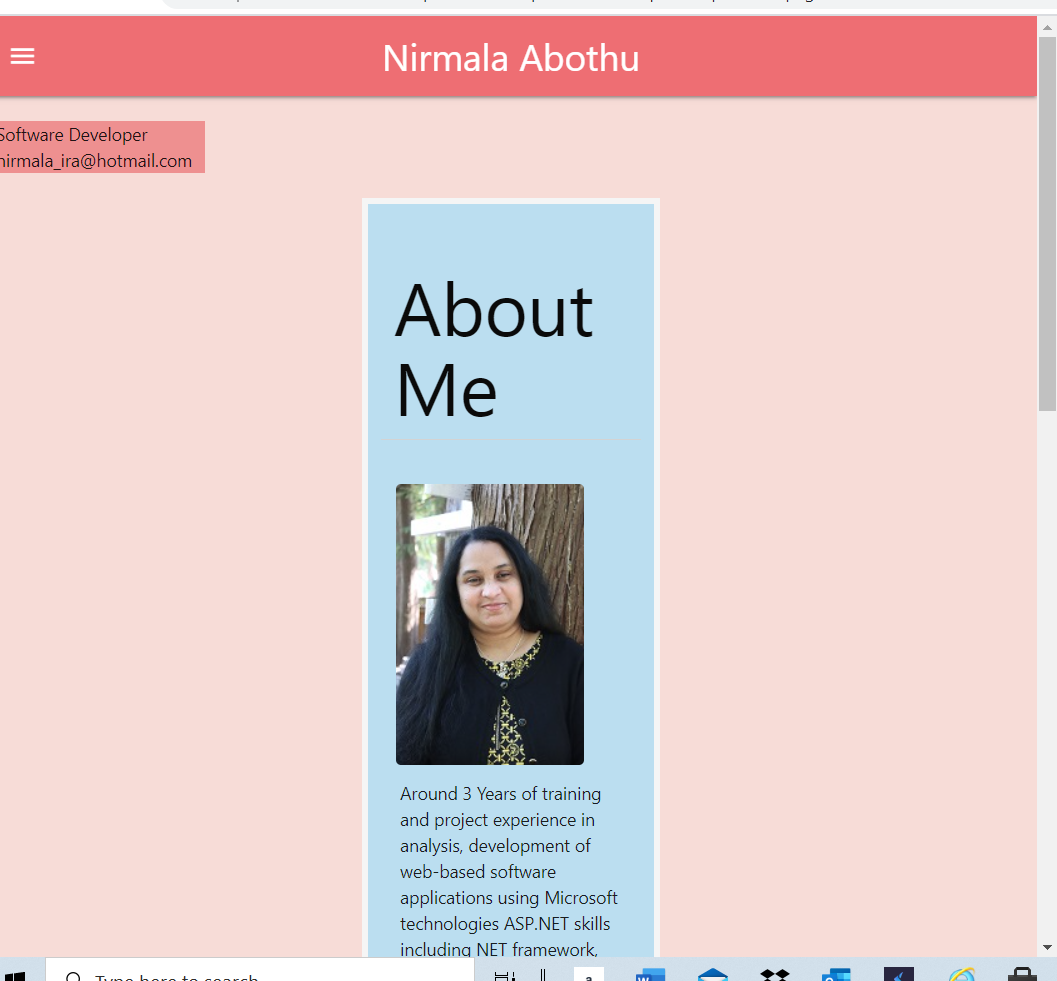 Nirmala Abothu
Software Developer
nirmala_ira@hotmail.com
About
Me
Around 3 Years of training
and project experience in
analysis, development of
web-based software
applications using Microsoft
technologies ASP.NET skills
including NET framework,
Type here to search
a